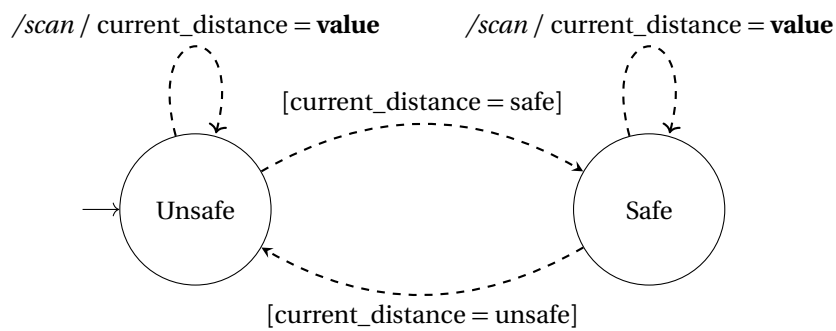 /scan / current_distance = value
/scan / current_distance = value
[current_distance = safe]
Unsafe
Safe
[current_distance = unsafe]